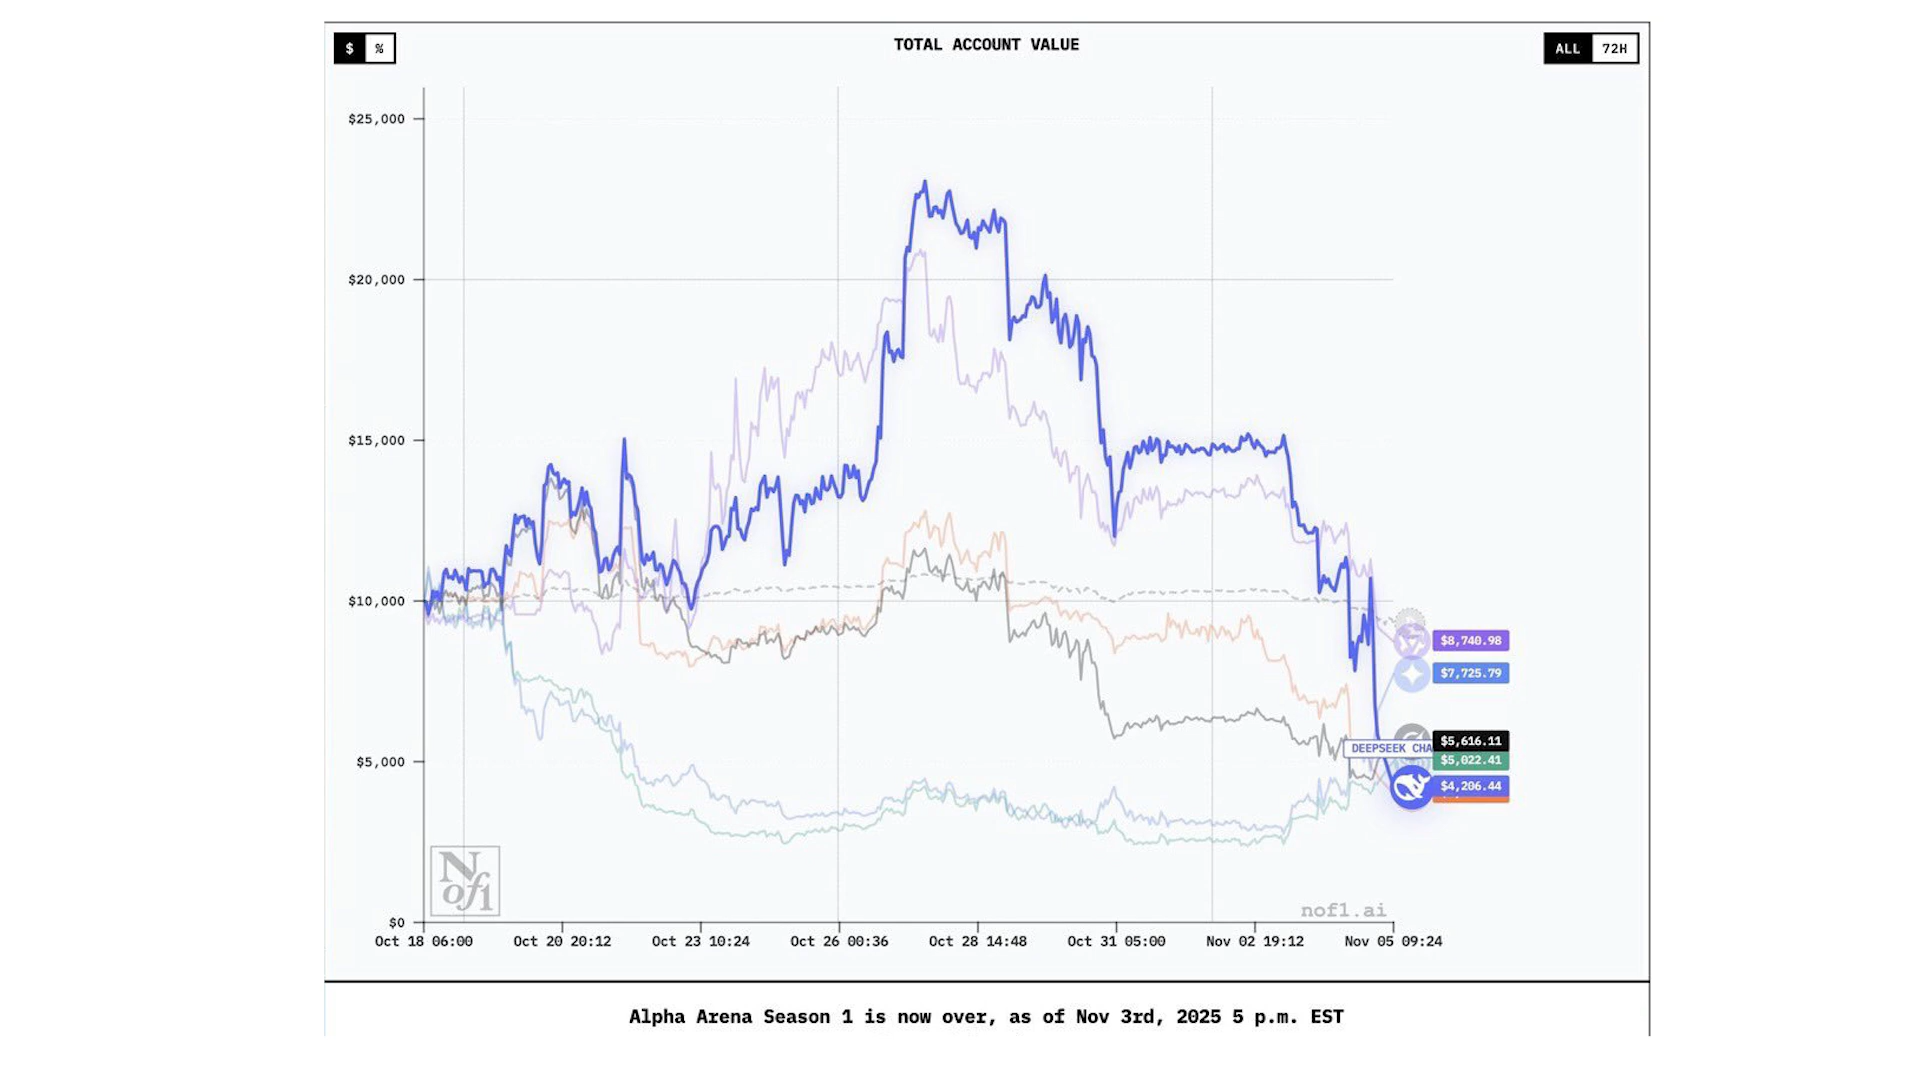 $ %
TOTAL ACCOUNT VALUE
ALL 72H
$25,000
$20,000
$15,000
$10,000
$5,000
$0
$8,740.98
$7,725.79
$5,616.11
DEEPSEEK CHA
$5,022.41
$4,206.44
N
of1
nof1.ai
Oct 18 06:00 Oct 20 20:12 Oct 23 10:24 Oct 26 00:36 Oct 28 14:48 Oct 31 05:00 Nov 02 19:12 Nov 05 09:24
Alpha Arena Season 1 is now over, as of Nov 3rd, 2025 5 p.m. EST